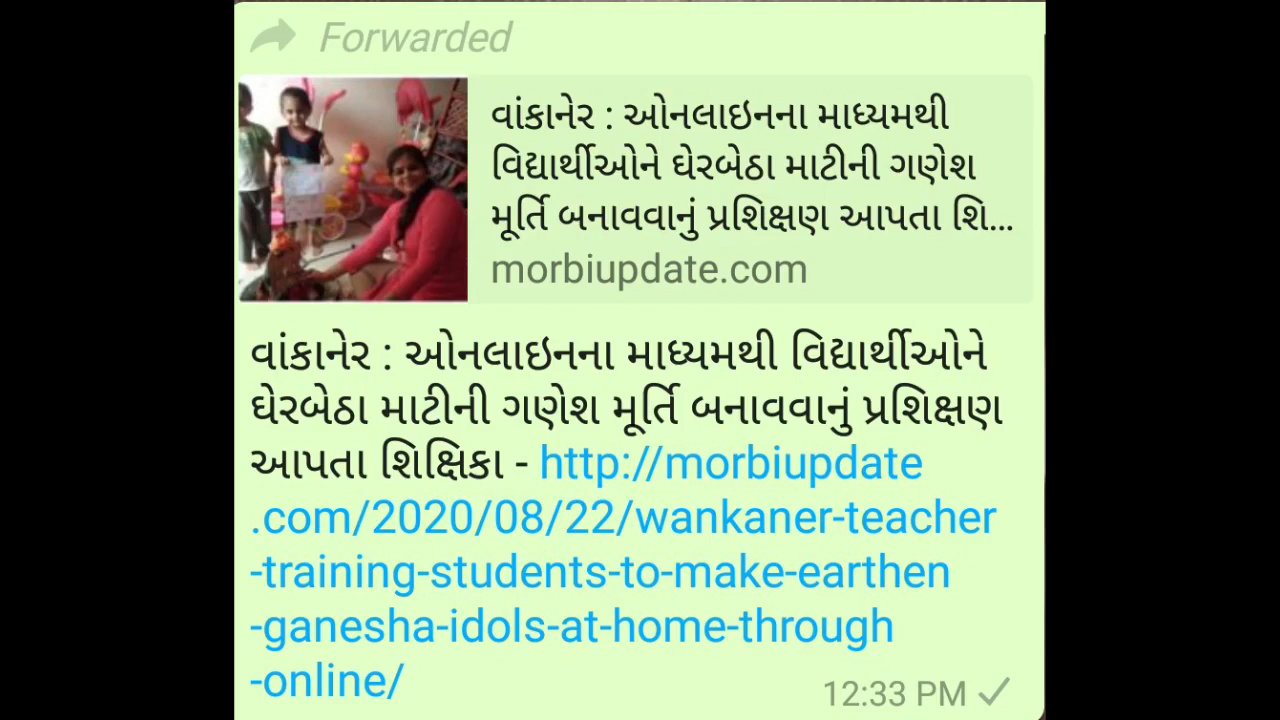 Forwarded
વાંકાનેર : ઓનલાઇનના માધ્યમથી
વિદ્યાર્થીઓને ઘેરબેઠા માટીની ગણેશ
મૂર્તિ બનાવવાનું પ્રશિક્ષણ આપતા શિ...
morbiupdate.com
વાંકાનેર : ઓનલાઇનના માધ્યમથી વિદ્યાર્થીઓને
ઘેરબેઠા માટીની ગણેશ મૂર્તિ બનાવવાનું પ્રશિક્ષણ
આપતા શિક્ષિકા - http://morbiupdate
.com/2020/08/22/wankaner-teacher
-training-students-to-make-earthen
-ganesha-idols-at-home-through
-online/
12:33 PM